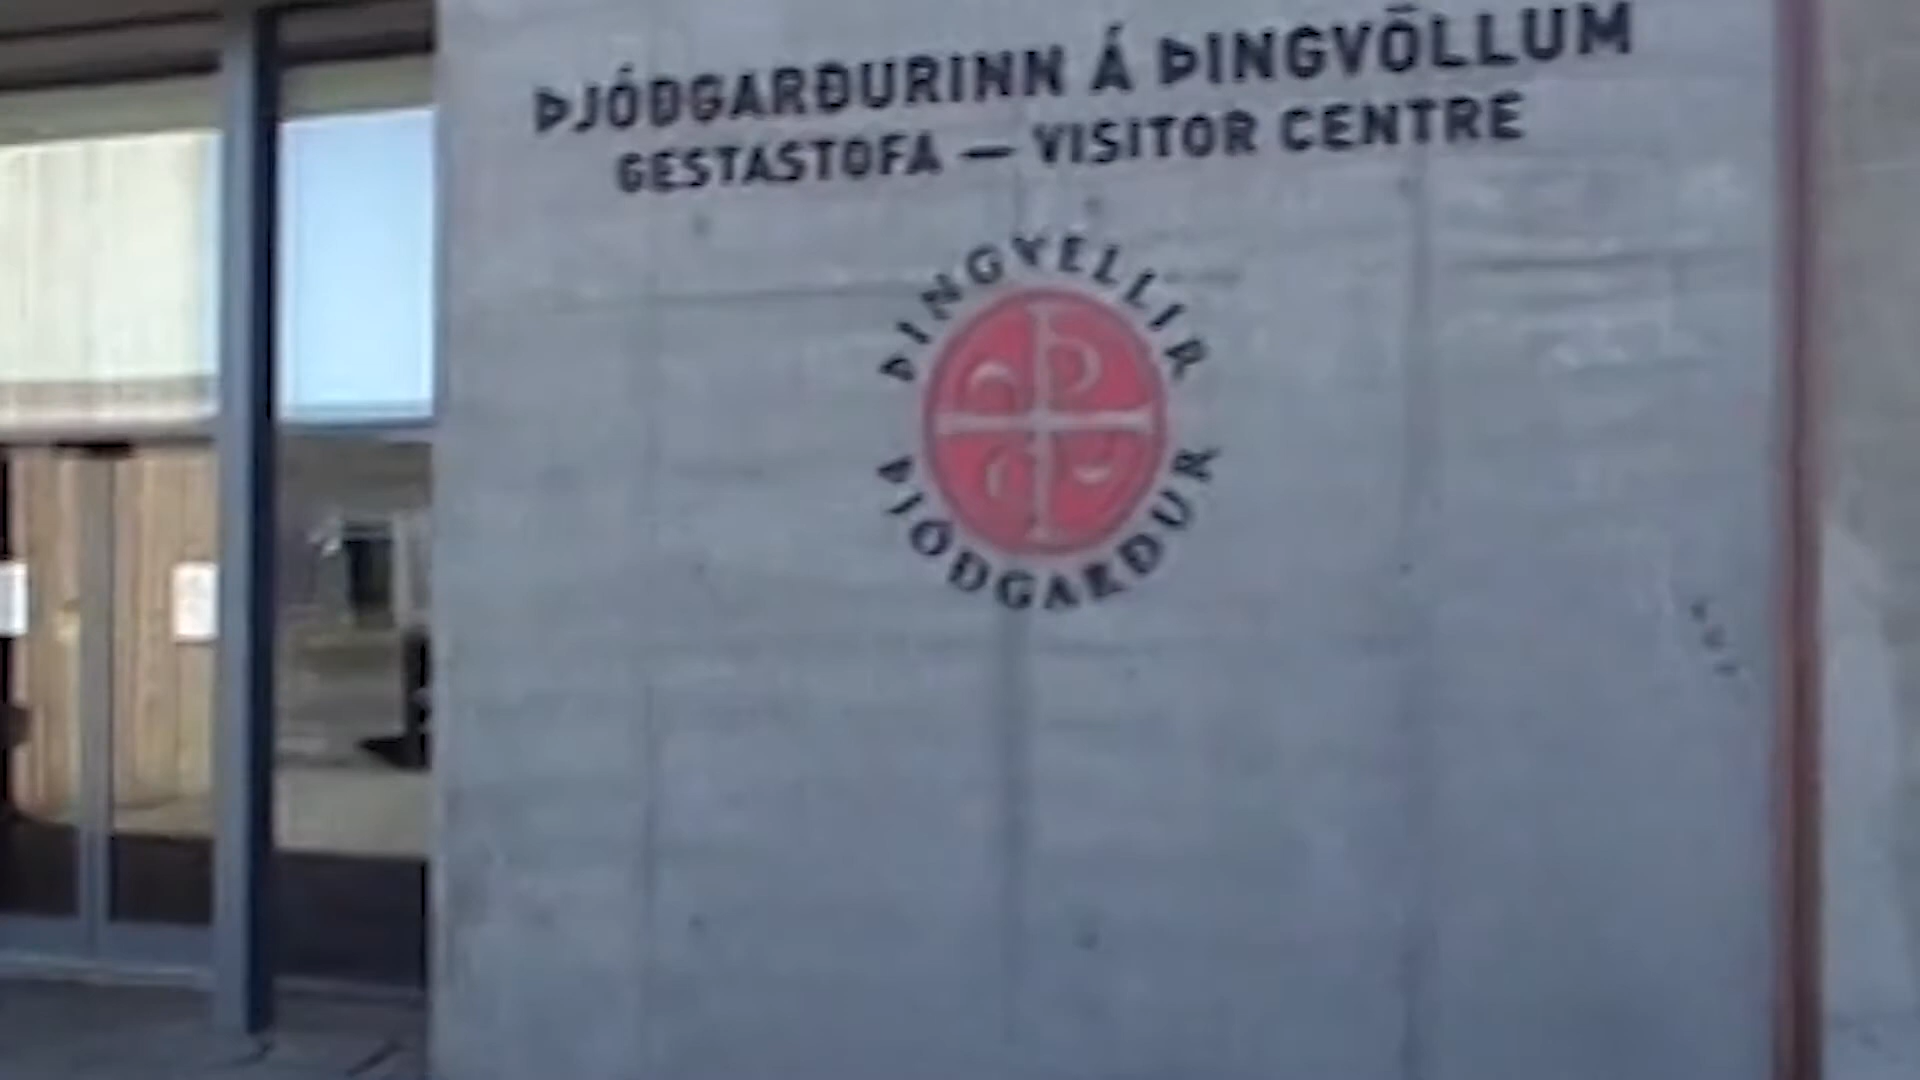 ÞJÓÐGARÐURINN Á ÞINGVÖLLUM
GESTASTOFA — VISITOR CENTRE
ÞINGVELLIR
ÞJÓÐGARÐUR